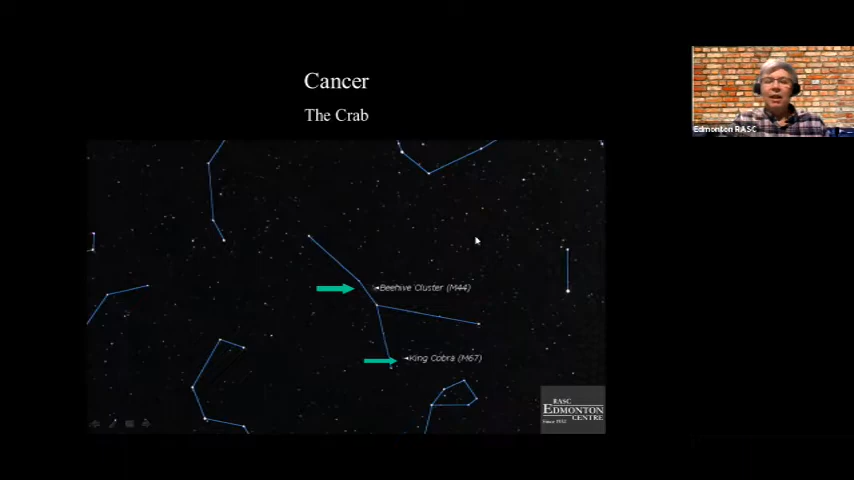 Cancer
The Crab
Edmonton RASC
Beehive Cluster (M44)
King Cobra (M67)
RASC
EDMONTON
CENTRE
Since 1932